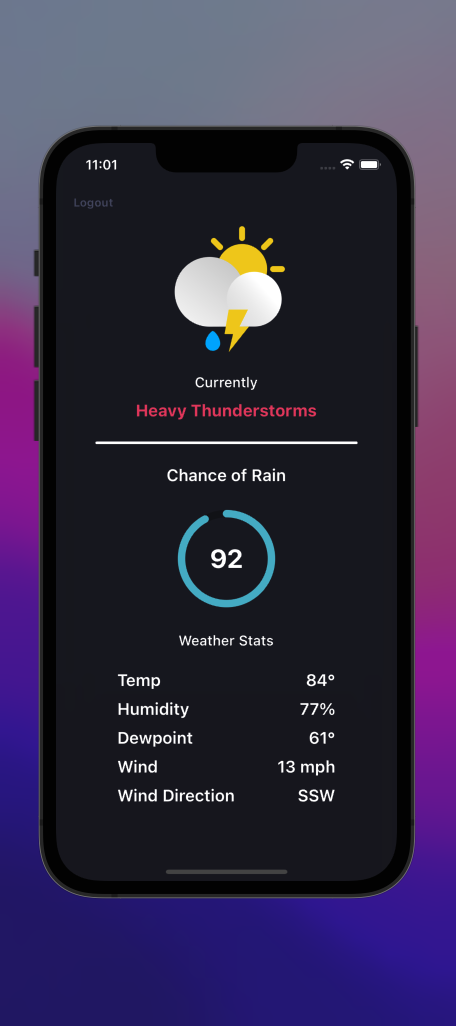 11:01
Logout
Currently
Heavy Thunderstorms
Chance of Rain
92
Weather Stats
Temp 84°
Humidity 77%
Dewpoint 61°
Wind 13 mph
Wind Direction SSW